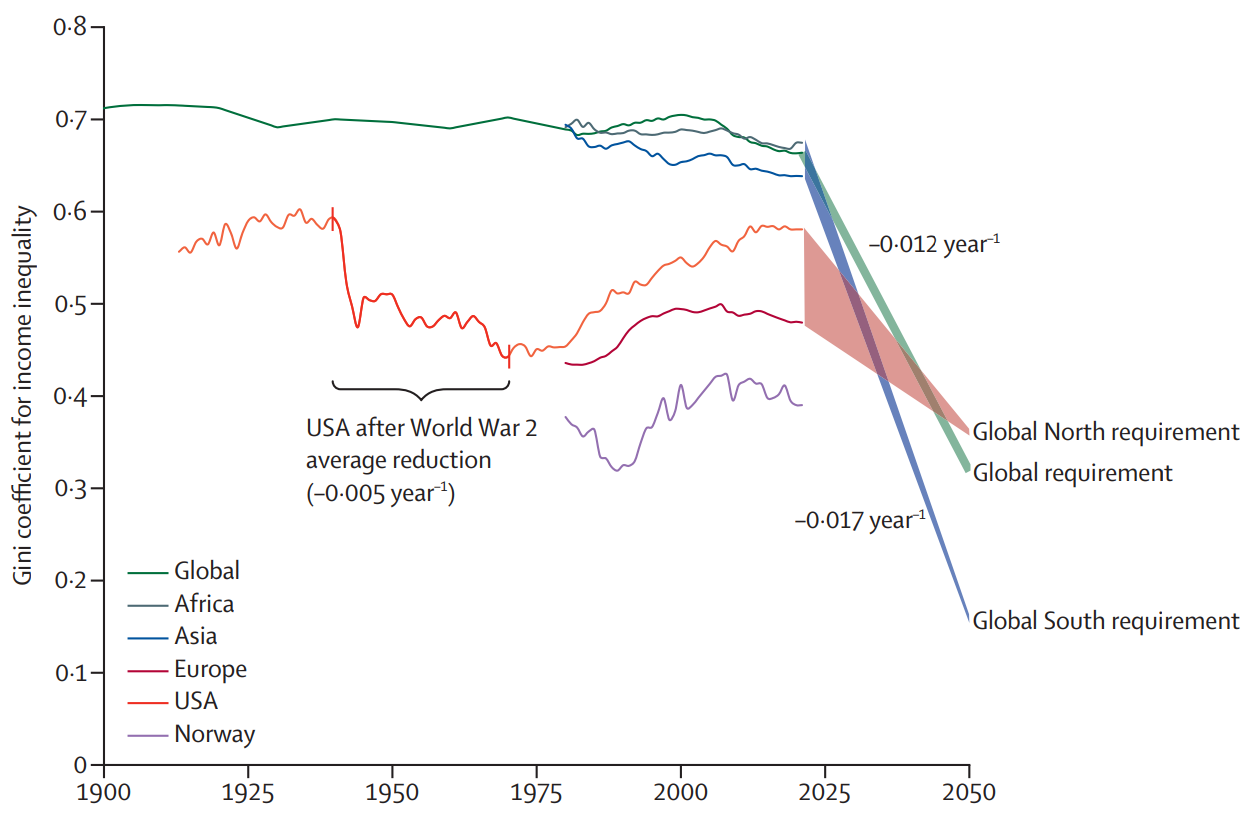 Gini coefficient for income inequality
0·8
0·7
0·6
0·5
0·4
0·3
0·2
0·1
0
1900 1925 1950 1975 2000 2025 2050
USA after World War 2
average reduction
(–0·005 year–1)
–0·012 year–1
–0·017 year–1
Global North requirement
Global requirement
Global South requirement
Global
Africa
Asia
Europe
USA
Norway